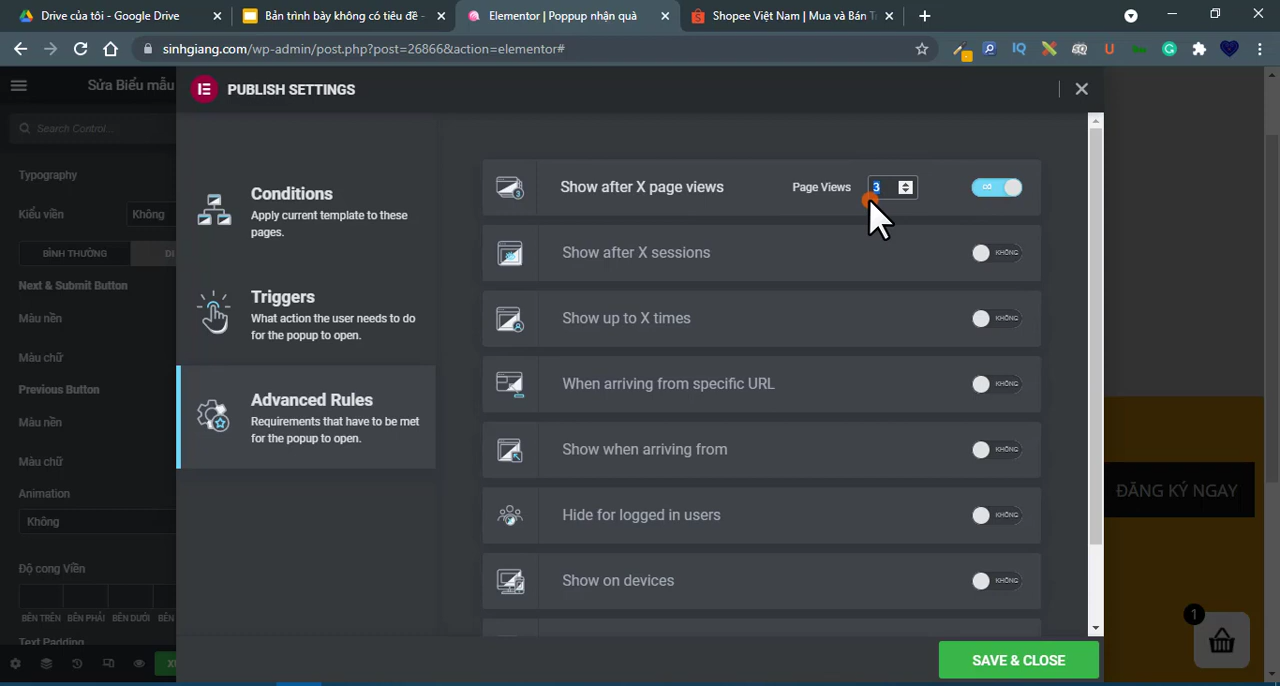 Drive của tôi - Google Drive
Bản trình bày không có tiêu đề -
Elementor | Poppup nhận quà
Shopee Việt Nam | Mua và Bán Tr
sinhgiang.com/wp-admin/post.php?post=26866&action=elementor#
Sửa Biểu mẫu
PUBLISH SETTINGS
Search Control...
Typography
Kiểu viền
Không
BÌNH THƯỜNG
DI
Next & Submit Button
Màu nền
Màu chữ
Previous Button
Màu nền
Màu chữ
Animation
Không
Độ cong Viền
BÊN TRÊN
BÊN PHẢI
BÊN DƯỚI
BÊN
Text Padding
Conditions
Apply current template to these
pages.
Triggers
What action the user needs to do
for the popup to open.
Advanced Rules
Requirements that have to be met
for the popup to open.
Show after X page views
Page Views
3
Show after X sessions
KHÔNG
Show up to X times
KHÔNG
When arriving from specific URL
KHÔNG
Show when arriving from
KHÔNG
Hide for logged in users
KHÔNG
Show on devices
KHÔNG
SAVE & CLOSE
ĐĂNG KÝ NGAY
1